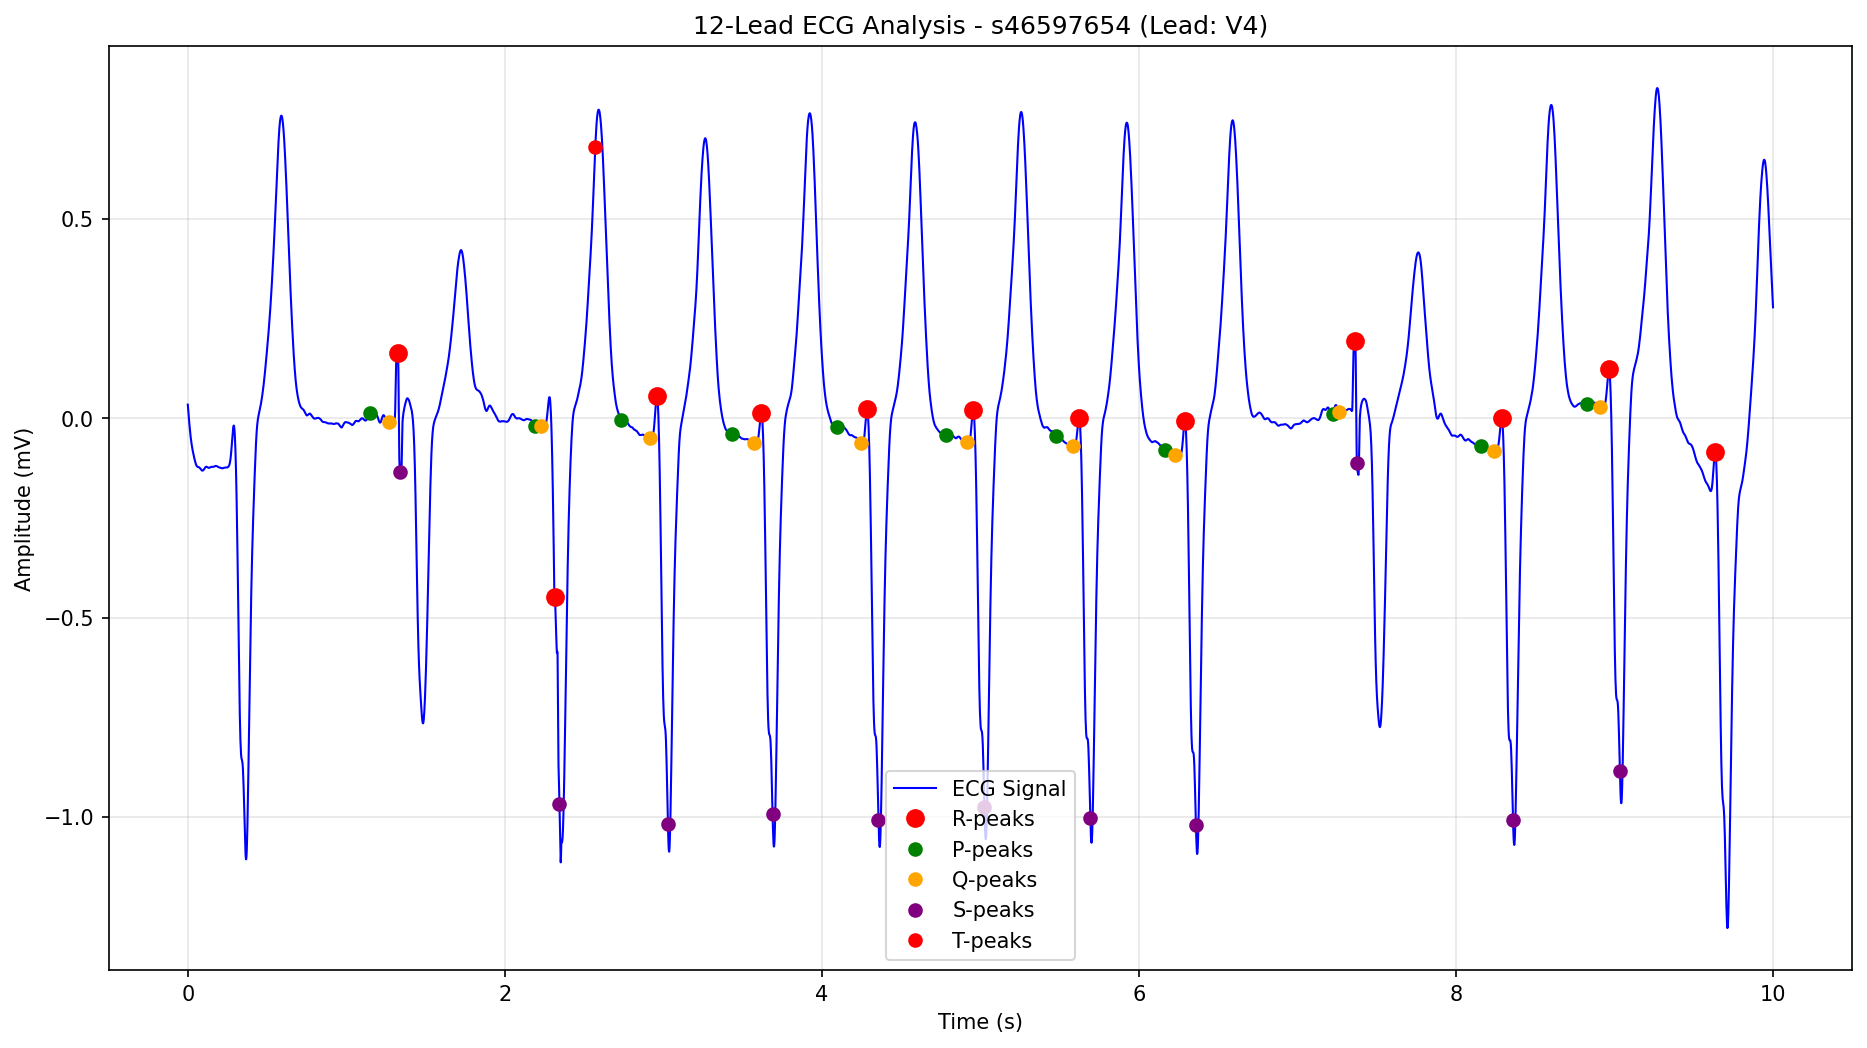 12-Lead ECG Analysis - s46597654 (Lead: V4)
Amplitude (mV)
0.5
0.0
−0.5
−1.0
ECG Signal
R-peaks
P-peaks
Q-peaks
S-peaks
T-peaks
0 2 4 6 8 10
Time (s)